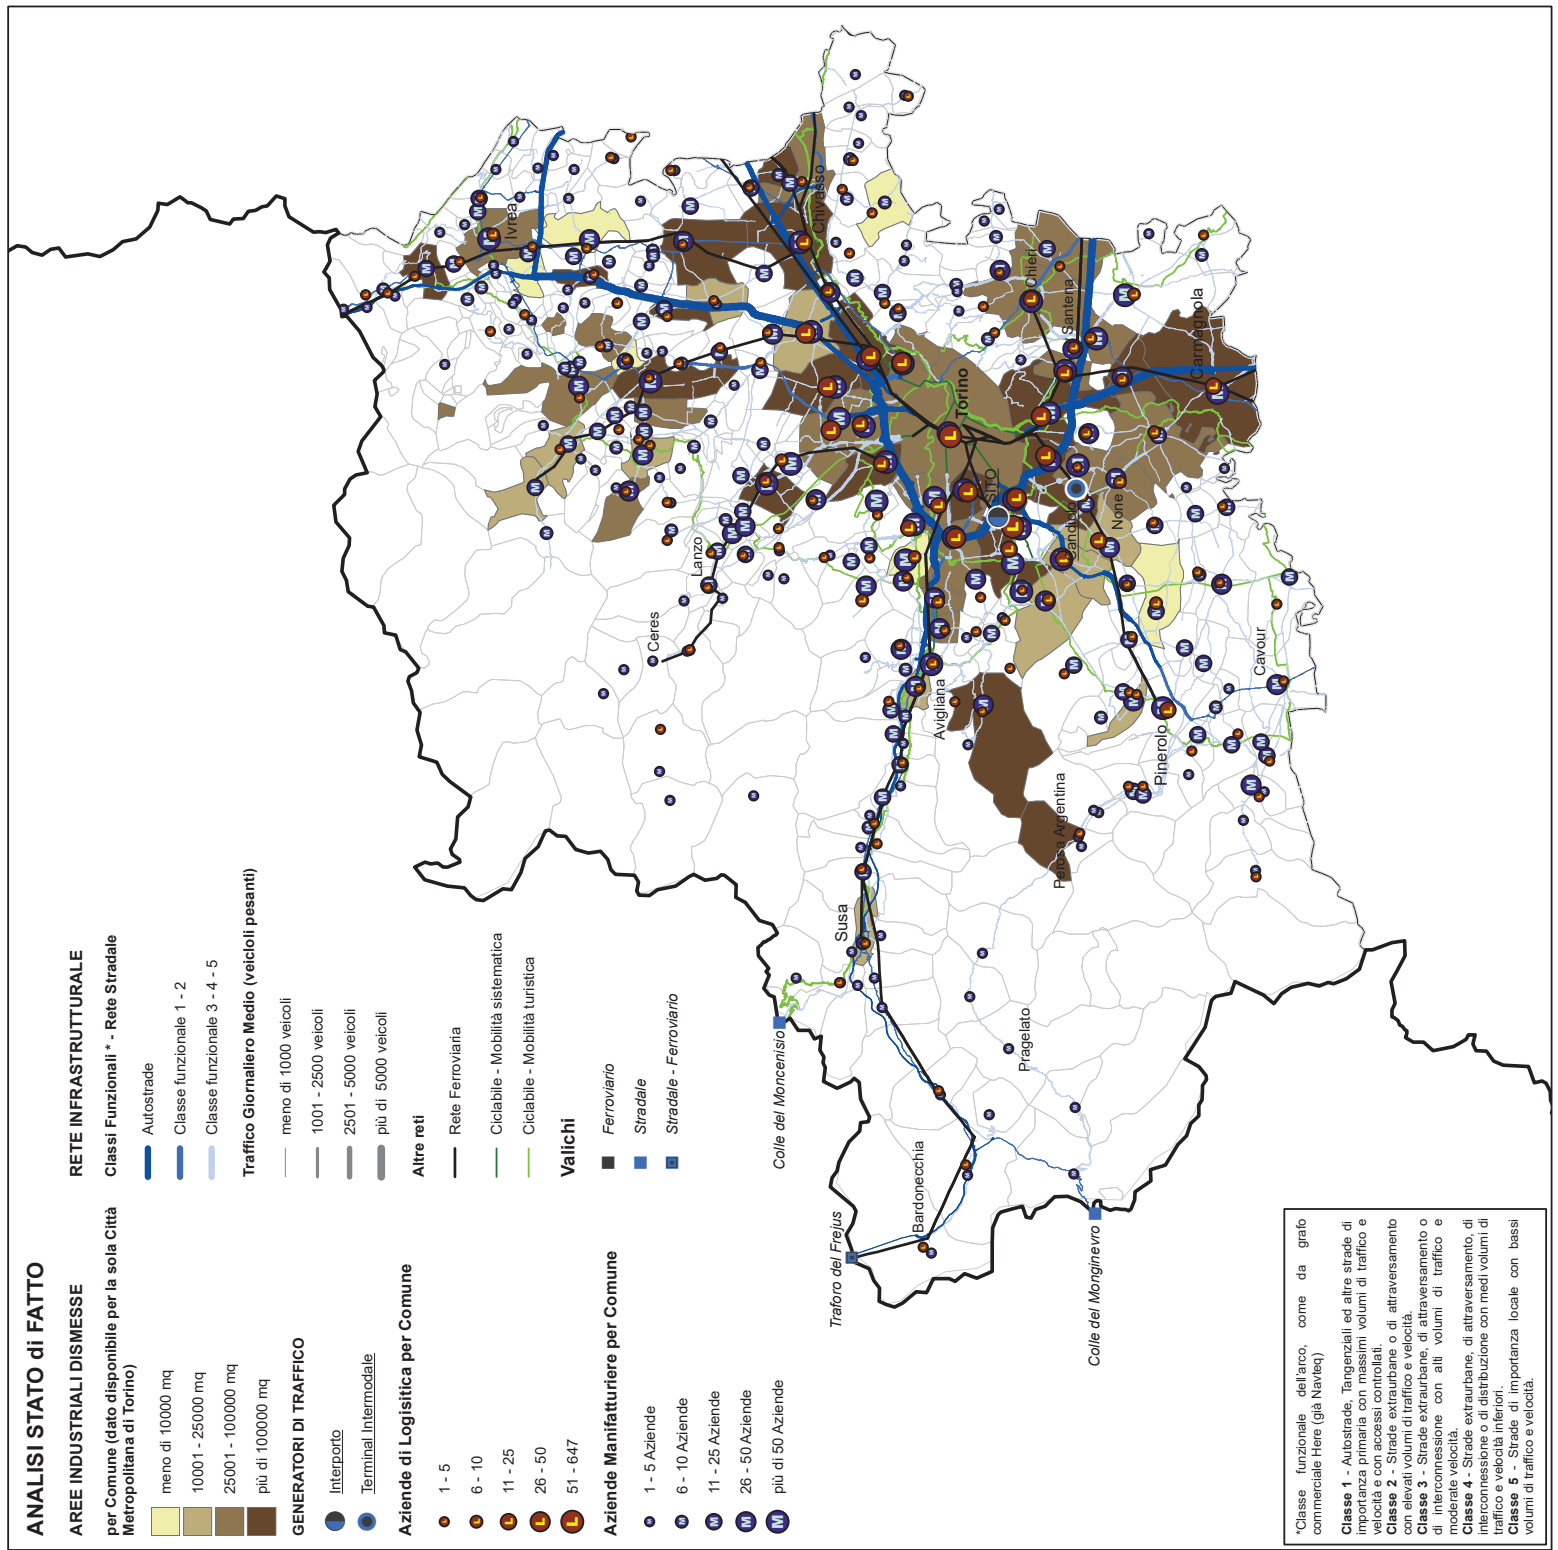 ANALISI STATO di FATTO
AREE INDUSTRIALI DISMESSE
per Comune (dato disponibile per la sola Città
Metropolitana di Torino)
meno di 10000 mq
10001 - 25000 mq
25001 - 100000 mq
più di 100000 mq
GENERATORI DI TRAFFICO
Interporto
Terminal Intermodale
Aziende di Logisitica per Comune
1 - 5
6 - 10
11 - 25
26 - 50
51 - 647
Aziende Manifatturiere per Comune
1 - 5 Aziende
6 - 10 Aziende
11 - 25 Aziende
26 - 50 Aziende
più di 50 Aziende
RETE INFRASTRUTTURALE
Classi Funzionali * - Rete Stradale
Autostrade
Classe funzionale 1 - 2
Classe funzionale 3 - 4 - 5
Traffico Giornaliero Medio (veicloli pesanti)
meno di 1000 veicoli
1001 - 2500 veicoli
2501 - 5000 veicoli
più di 5000 veicoli
Altre reti
Rete Ferroviaria
Ciclabile - Mobilità sistematica
Ciclabile - Mobilità turistica
Valichi
Ferroviario
Stradale
Stradale - Ferroviario
Traforo del Frejus
Colle del Moncenisio
Colle del Monginevro
Bardonecchia
Pragelato
Susa
Perosa Argentina
Pinerolo
Avigliana
Cavour
Ceres
Lanzo
None
Candiolo
SITO
Torino
Carmagnola
Santena
Chieri
Chivasso
Ivrea
*Classe funzionale dell'arco, come da grafo
commerciale Here (già Navteq)
Classe 1 - Autostrade, Tangenziali ed altre strade di
importanza primaria con massimi volumi di traffico e
velocità e con accessi controllati.
Classe 2 - Strade extraurbane o di attraversamento
con elevati volumi di traffico e velocità.
Classe 3 - Strade extraurbane, di attraversamento o
di interconnessione con alti volumi di traffico e
moderate velocità.
Classe 4 - Strade extraurbane, di attraversamento, di
interconnessione o di distribuzione con medi volumi di
traffico e velocità inferiori.
Classe 5 - Strade di importanza locale con bassi
volumi di traffico e velocità.